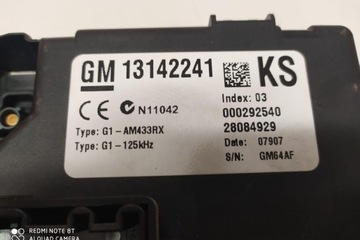 GM 13142241 KS
CE N11042
Index: 03
000292540
Type: G1-AM433RX
28084929
Type: G1-125kHz
Date: 07907
S/N: GM64AF
REDMI NOTE 8T
AI QUAD CAMERA